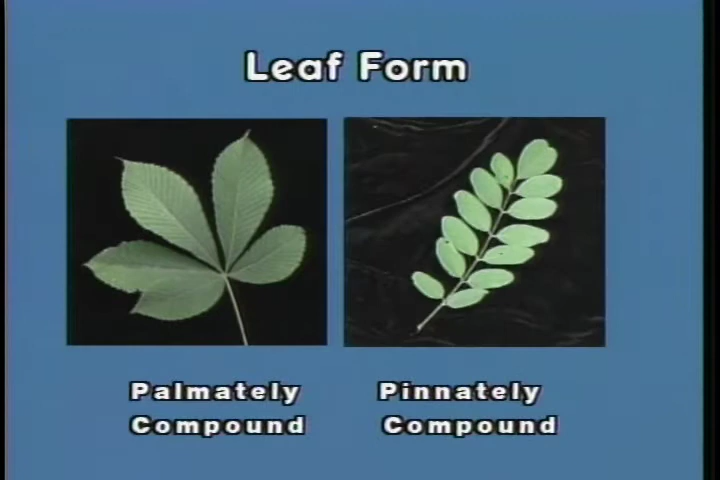 Leaf Form
Palmately
Compound
Pinnately
Compound